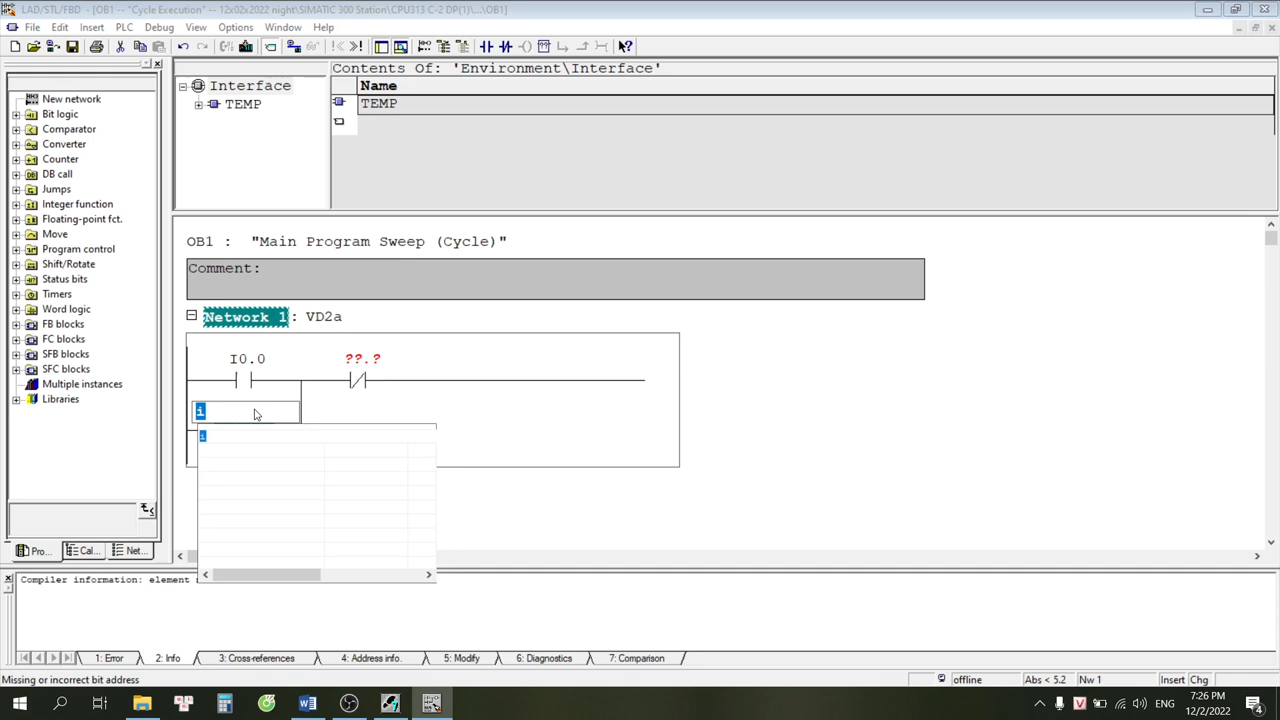 LAD/STL/FBD - [OB1 -- "Cycle Execution" -- 12x02x2022 night\SIMATIC 300 Station\CPU313 C-2 DP(1)\...\OB1]
File Edit Insert PLC Debug View Options Window Help
New network
Bit logic
Comparator
Converter
Counter
DB call
Jumps
Integer function
Floating-point fct.
Move
Program control
Shift/Rotate
Status bits
Timers
Word logic
FB blocks
FC blocks
SFB blocks
SFC blocks
Multiple instances
Libraries
Pro... Cal... Net...
Interface
TEMP
Contents Of: 'Environment\Interface'
Name
TEMP
OB1 : "Main Program Sweep (Cycle)"
Comment:
Network 1: VD2a
I0.0 ??.?
i
i
Compiler information: element
1: Error 2: Info 3: Cross-references 4: Address info. 5: Modify 6: Diagnostics 7: Comparison
Missing or incorrect bit address offline Abs < 5.2 Nw 1 Insert Chg
7:26 PM
12/2/2022
4